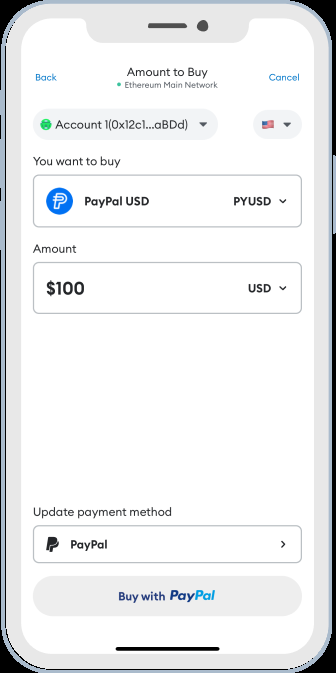 Back
Amount to Buy
Cancel
Ethereum Main Network
Account 1(0x12c1...aBDd)
You want to buy
PayPal USD
PYUSD
Amount
$100
USD
Update payment method
PayPal
Buy with PayPal